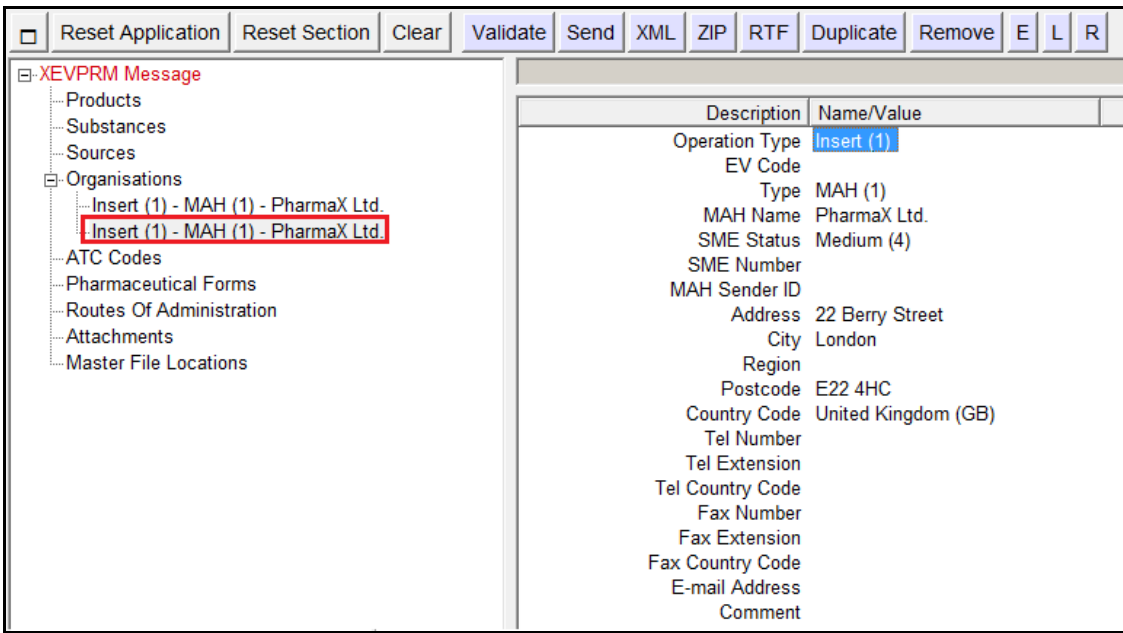 Reset Application Reset Section Clear Validate Send XML ZIP RTF Duplicate Remove E L R
XEVPRM Message
Products
Substances
Sources
Organisations
Insert (1) - MAH (1) - PharmaX Ltd.
Insert (1) - MAH (1) - PharmaX Ltd.
ATC Codes
Pharmaceutical Forms
Routes Of Administration
Attachments
Master File Locations
Description Name/Value
Operation Type Insert (1)
EV Code
Type MAH (1)
MAH Name PharmaX Ltd.
SME Status Medium (4)
SME Number
MAH Sender ID
Address 22 Berry Street
City London
Region
Postcode E22 4HC
Country Code United Kingdom (GB)
Tel Number
Tel Extension
Tel Country Code
Fax Number
Fax Extension
Fax Country Code
E-mail Address
Comment